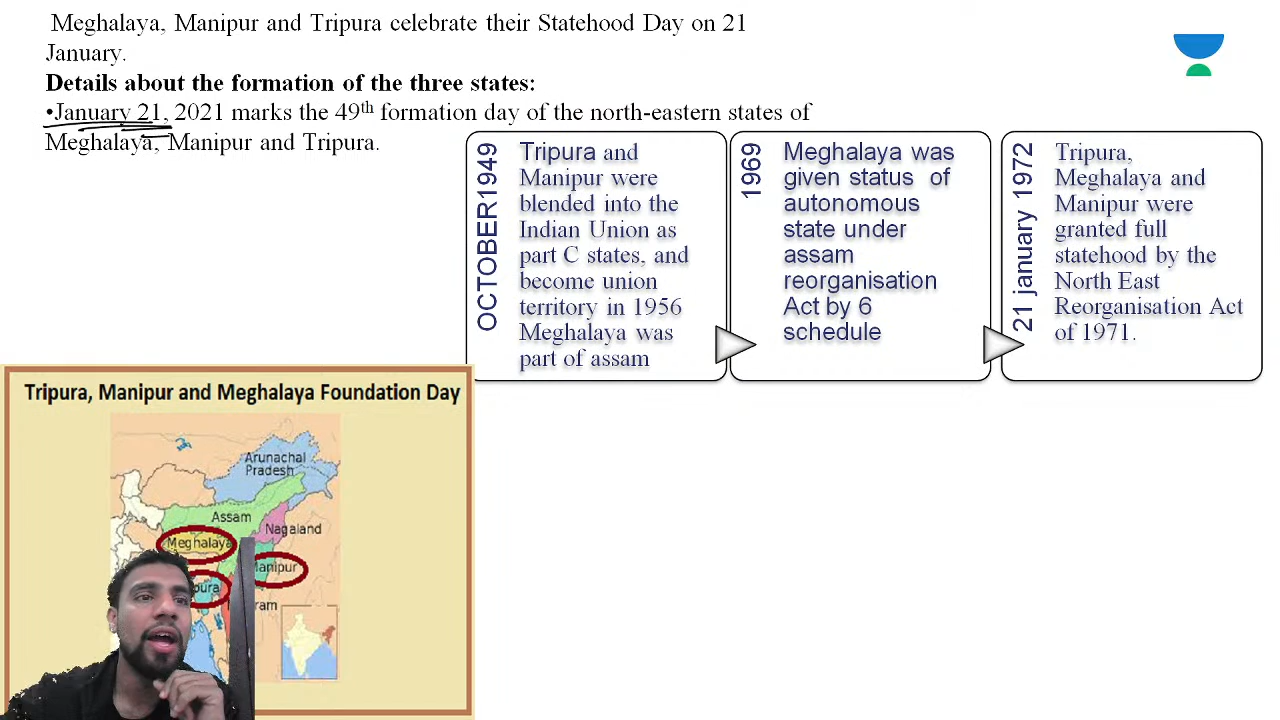 Meghalaya, Manipur and Tripura celebrate their Statehood Day on 21
January.
Details about the formation of the three states:
•January 21, 2021 marks the 49th formation day of the north-eastern states of
Meghalaya, Manipur and Tripura.
OCTOBER1949
Tripura and
Manipur were
blended into the
Indian Union as
part C states, and
become union
territory in 1956
Meghalaya was
part of assam
1969
Meghalaya was
given status of
autonomous
state under
assam
reorganisation
Act by 6
schedule
21 january 1972
Tripura,
Meghalaya and
Manipur were
granted full
statehood by the
North East
Reorganisation Act
of 1971.
Tripura, Manipur and Meghalaya Foundation Day
Arunachal
Pradesh
Assam
Nagaland
Meghalaya
anipur
pura
ram